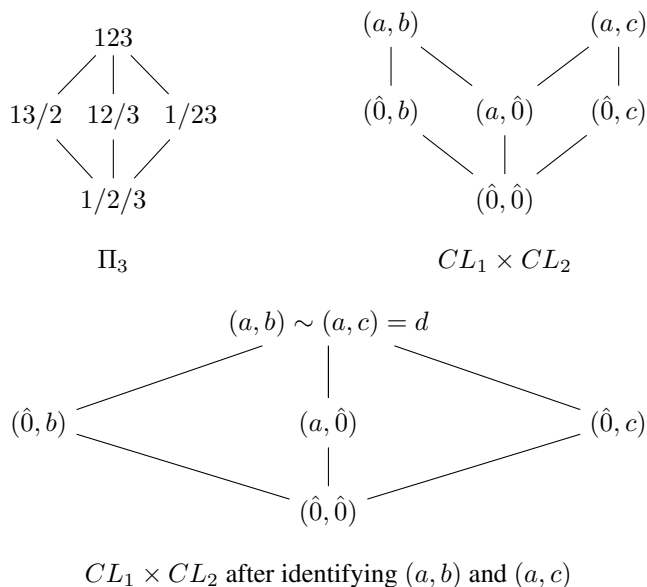 123
13/2 12/3 1/23
1/2/3
Π₃
(a, b) (a, c)
(0̂, b) (a, 0̂) (0̂, c)
(0̂, 0̂)
CL₁ × CL₂
(a, b) ∼ (a, c) = d
(0̂, b) (a, 0̂) (0̂, c)
(0̂, 0̂)
CL₁ × CL₂ after identifying (a, b) and (a, c)